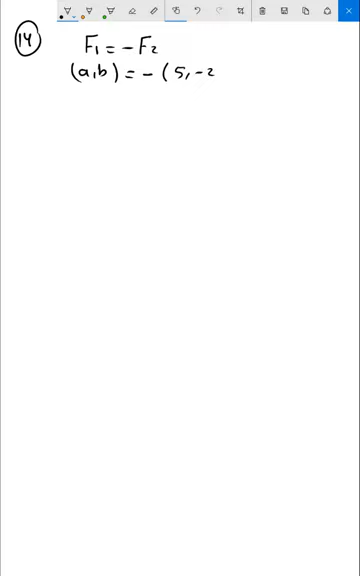 14
F1 = -F2
(a,b) = - (5, -2